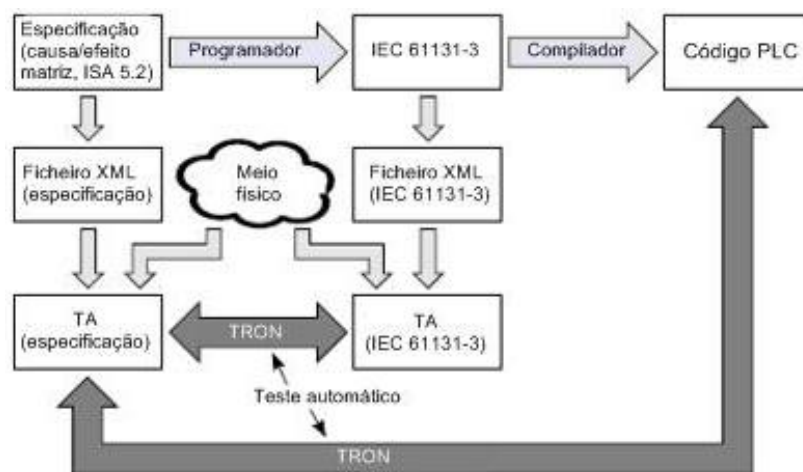 Especificação
(causa/efeito
matriz, ISA 5.2)
Programador
IEC 61131-3
Compilador
Código PLC
Ficheiro XML
(especificação)
Meio
físico
Ficheiro XML
(IEC 61131-3)
TA
(especificação)
TRON
TA
(IEC 61131-3)
Teste automático
TRON